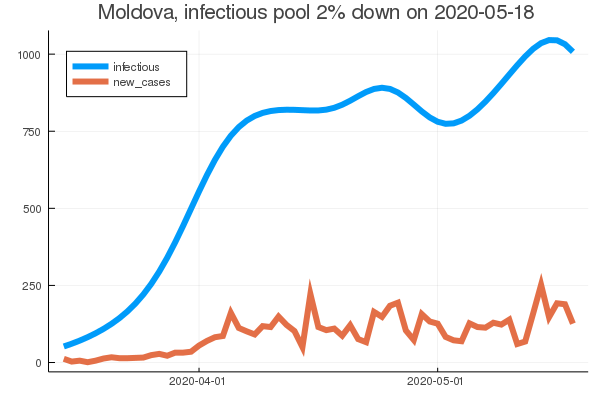 Moldova, infectious pool 2% down on 2020-05-18
infectious
new_cases
1000
750
500
250
0
2020-04-01
2020-05-01